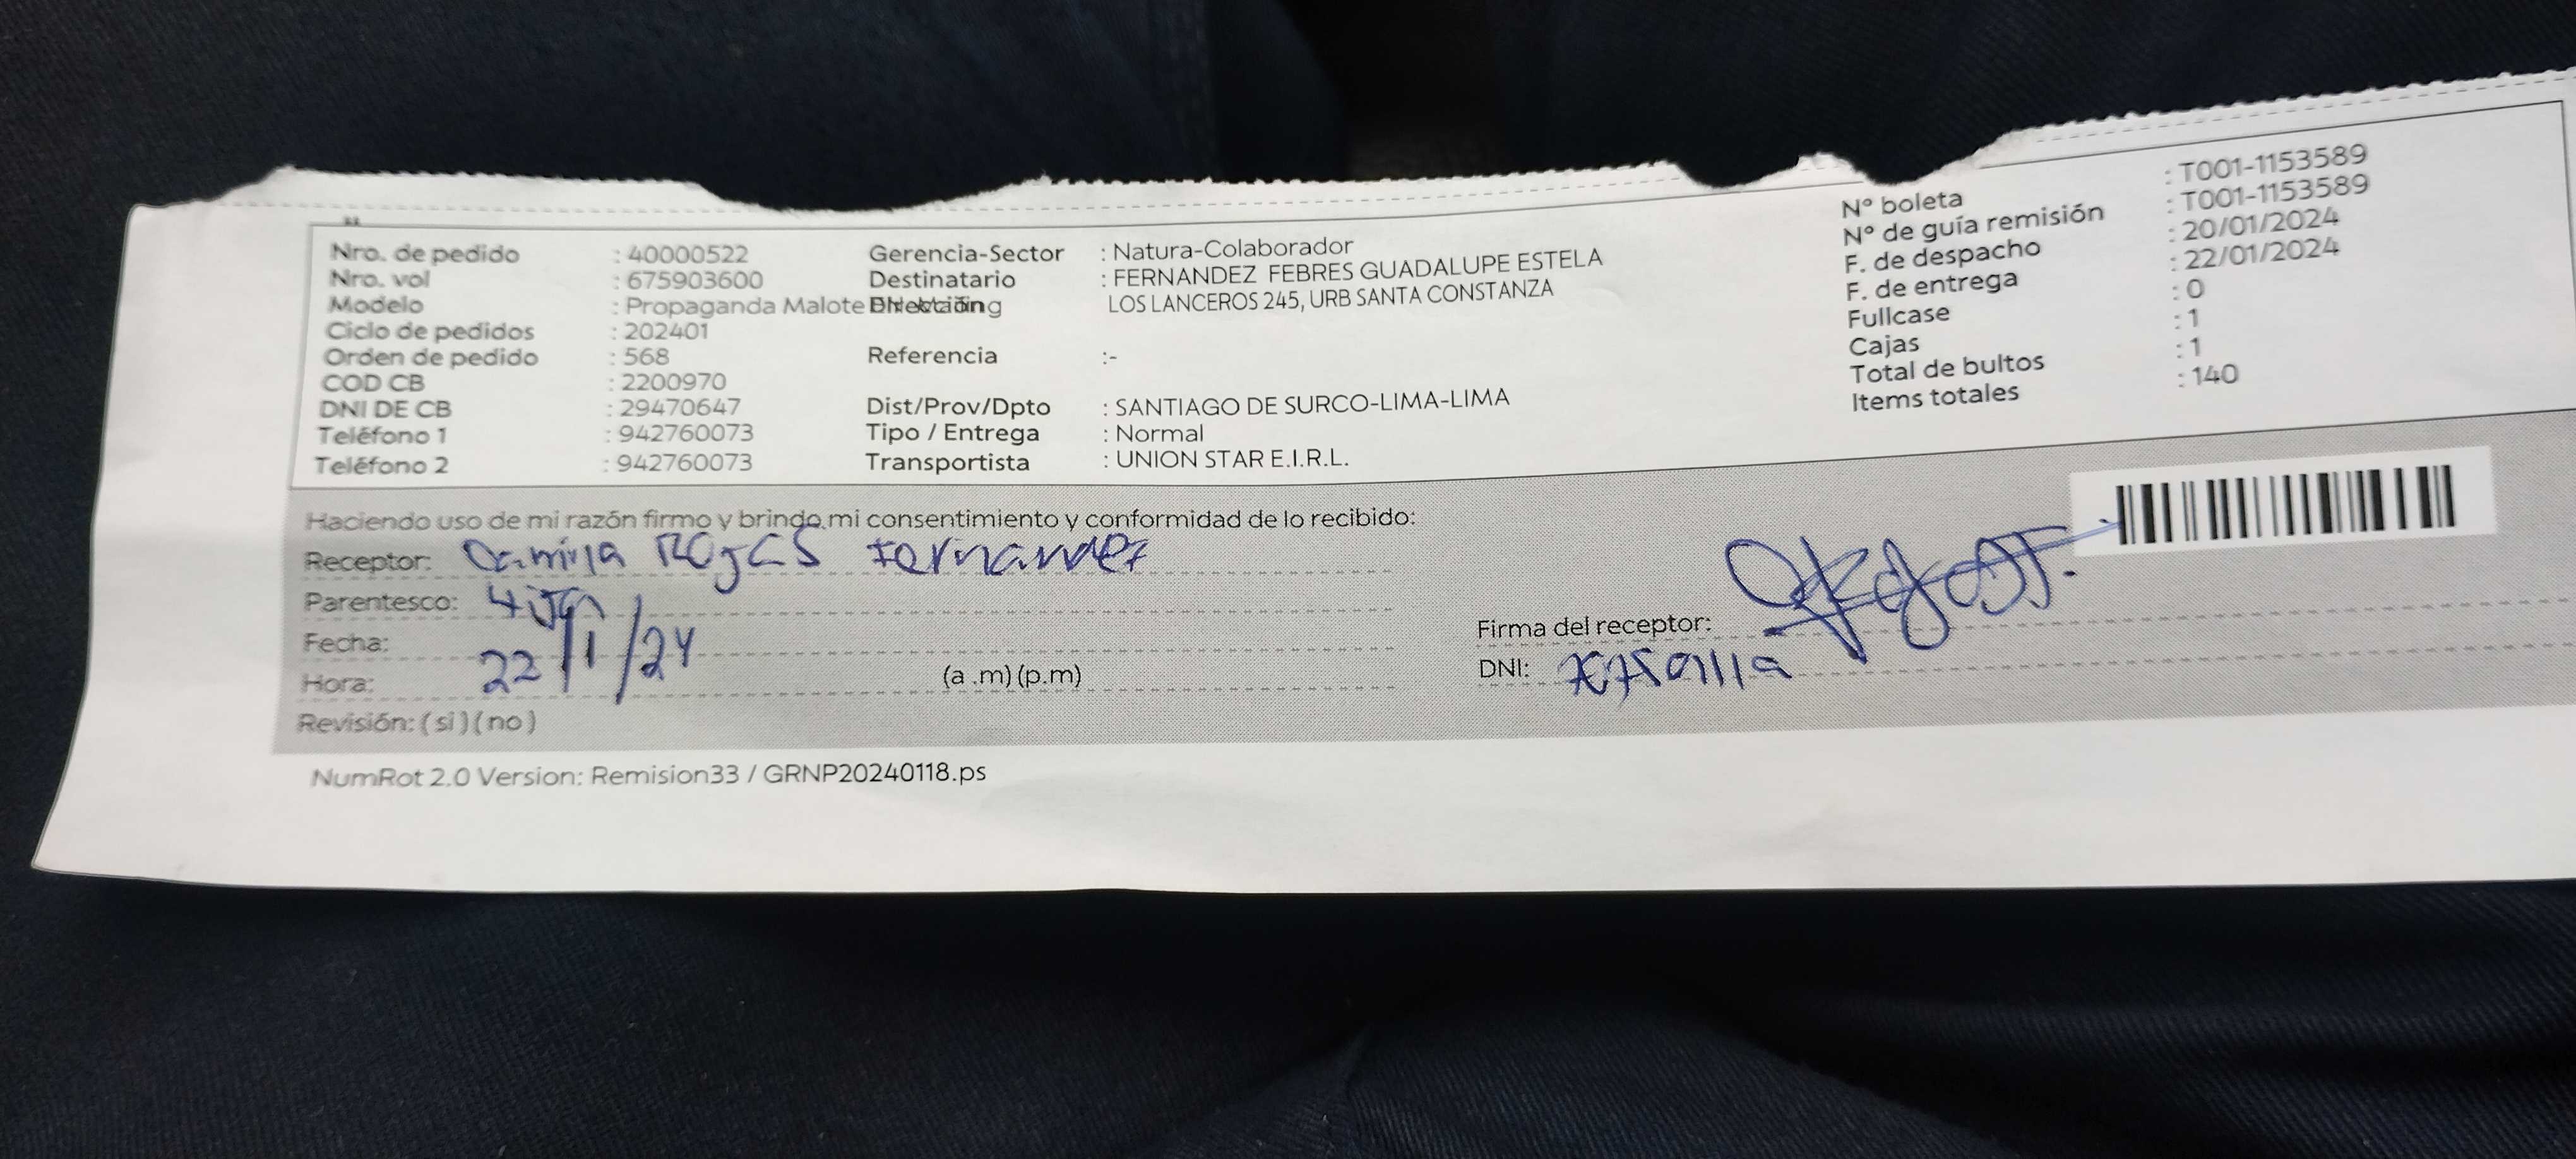 Nro. de pedido : 40000522
Nro. vol : 675903600
Modelo : Propaganda Malote
Ciclo de pedidos : 202401
Orden de pedido : 568
COD CB : 2200970
DNI DE CB : 29470647
Teléfono 1 : 942760073
Teléfono 2 : 942760073
Gerencia-Sector : Natura-Colaborador
Destinatario : FERNANDEZ FEBRES GUADALUPE ESTELA
Dirección LOS LANCEROS 245, URB SANTA CONSTANZA
Referencia :-
Dist/Prov/Dpto : SANTIAGO DE SURCO-LIMA-LIMA
Tipo / Entrega : Normal
Transportista : UNION STAR E.I.R.L.
N° boleta : T001-1153589
N° de guía remisión : T001-1153589
F. de despacho : 20/01/2024
F. de entrega : 22/01/2024
Fullcase : 0
Cajas : 1
Total de bultos : 1
Items totales : 140
Haciendo uso de mi razón firmo y brindo mi consentimiento y conformidad de lo recibido:
Receptor: Camila Rojas Fernandez
Parentesco: Hija
Fecha: 22/1/24
Hora: (a .m) (p.m)
Revisión: (si) (no)
Firma del receptor:
DNI:
NumRot 2.0 Version: Remision33 / GRNP20240118.ps